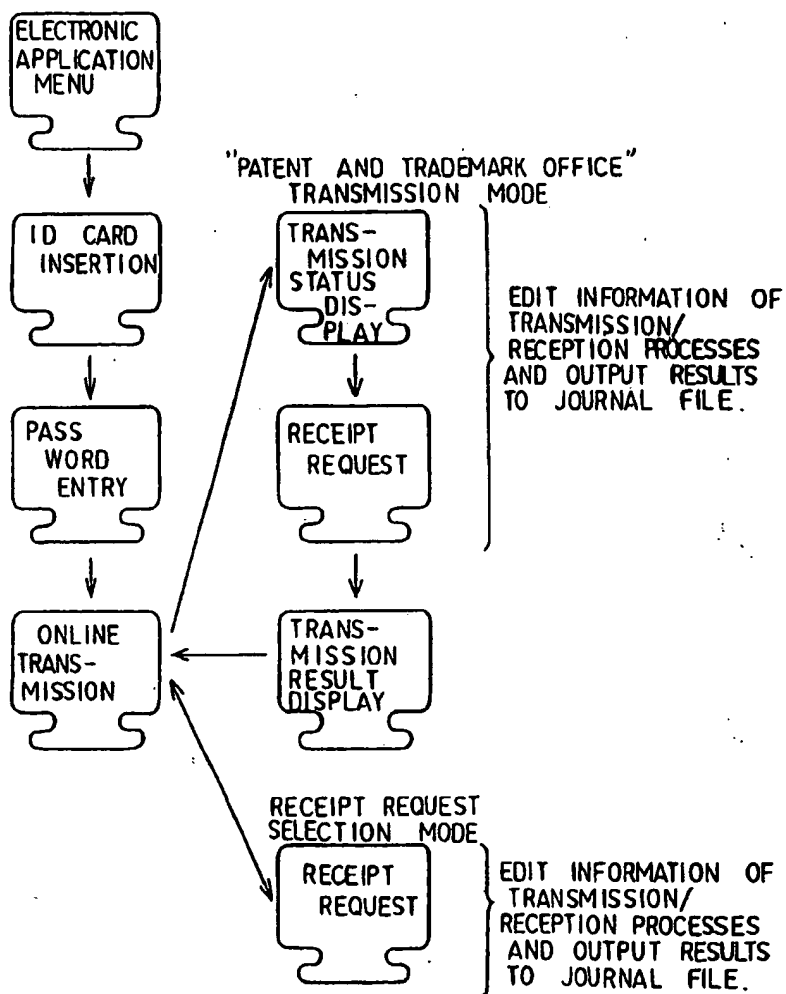 ELECTRONIC
APPLICATION
MENU
ID CARD
INSERTION
PASS
WORD
ENTRY
ONLINE
TRANS-
MISSION
"PATENT AND TRADEMARK OFFICE"
TRANSMISSION MODE
TRANS-
MISSION
STATUS
DIS-
PLAY
RECEIPT
REQUEST
TRANS-
MISSION
RESULT
DISPLAY
EDIT INFORMATION OF
TRANSMISSION/
RECEPTION PROCESSES
AND OUTPUT RESULTS
TO JOURNAL FILE.
RECEIPT REQUEST
SELECTION MODE
RECEIPT
REQUEST
EDIT INFORMATION OF
TRANSMISSION/
RECEPTION PROCESSES
AND OUTPUT RESULTS
TO JOURNAL FILE.